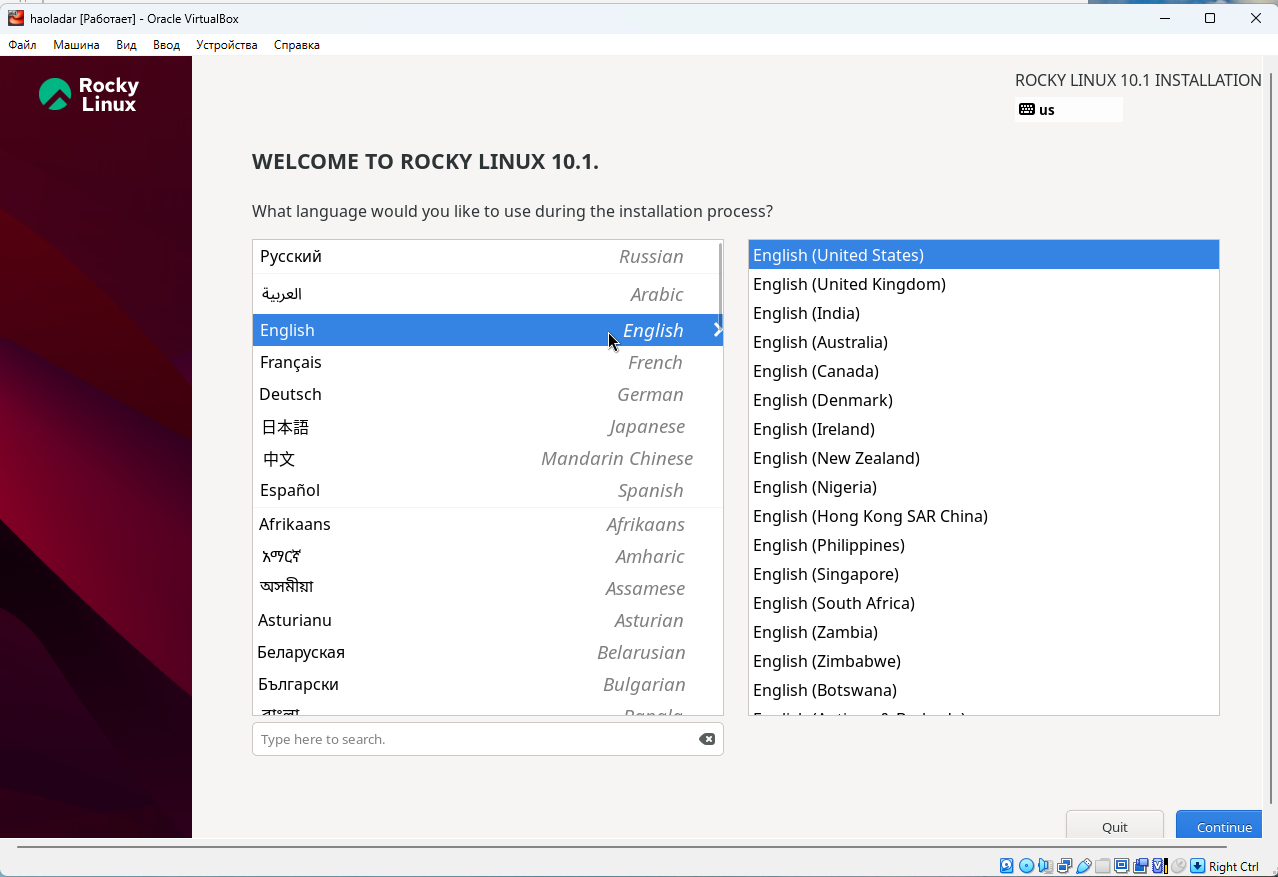 haoladar [Работает] - Oracle VirtualBox
Файл Машина Вид Ввод Устройства Справка
Rocky
Linux
ROCKY LINUX 10.1 INSTALLATION
us
WELCOME TO ROCKY LINUX 10.1.
What language would you like to use during the installation process?
Русский Russian
العربية Arabic
English English
Français French
Deutsch German
日本語 Japanese
中文 Mandarin Chinese
Español Spanish
Afrikaans Afrikaans
አማርኛ Amharic
অসমীয়া Assamese
Asturianu Asturian
Беларуская Belarusian
Български Bulgarian
বাংলা Bangla
English (United States)
English (United Kingdom)
English (India)
English (Australia)
English (Canada)
English (Denmark)
English (Ireland)
English (New Zealand)
English (Nigeria)
English (Hong Kong SAR China)
English (Philippines)
English (Singapore)
English (South Africa)
English (Zambia)
English (Zimbabwe)
English (Botswana)
English (Antigua & Barbuda)
Type here to search.
Quit Continue
Right Ctrl